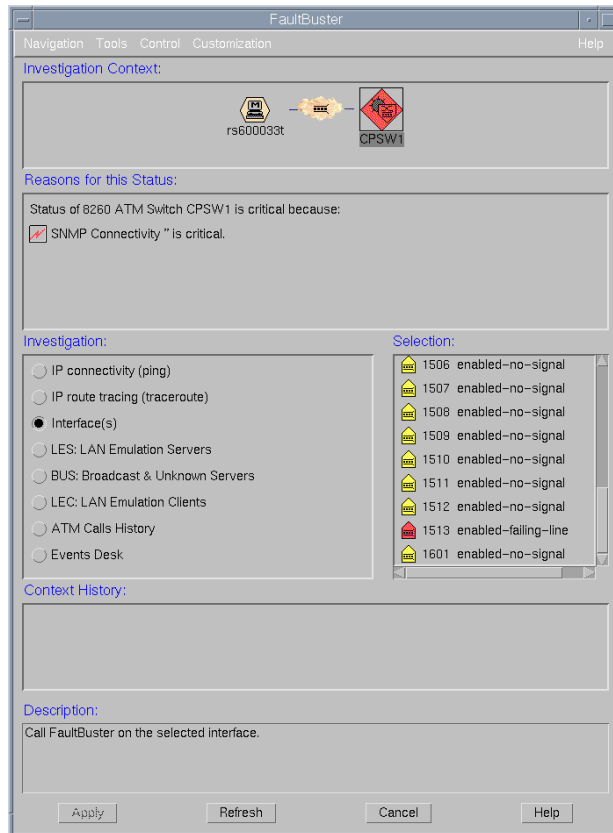 FaultBuster
Navigation Tools Control Customization Help
Investigation Context:
M
rs600033t
CPSW1
Reasons for this Status:
Status of 8260 ATM Switch CPSW1 is critical because:
SNMP Connectivity '' is critical.
Investigation:
IP connectivity (ping)
IP route tracing (traceroute)
Interface(s)
LES: LAN Emulation Servers
BUS: Broadcast & Unknown Servers
LEC: LAN Emulation Clients
ATM Calls History
Events Desk
Selection:
1506 enabled-no-signal
1507 enabled-no-signal
1508 enabled-no-signal
1509 enabled-no-signal
1510 enabled-no-signal
1511 enabled-no-signal
1512 enabled-no-signal
1513 enabled-failing-line
1601 enabled-no-signal
Context History:
Description:
Call FaultBuster on the selected interface.
Apply Refresh Cancel Help